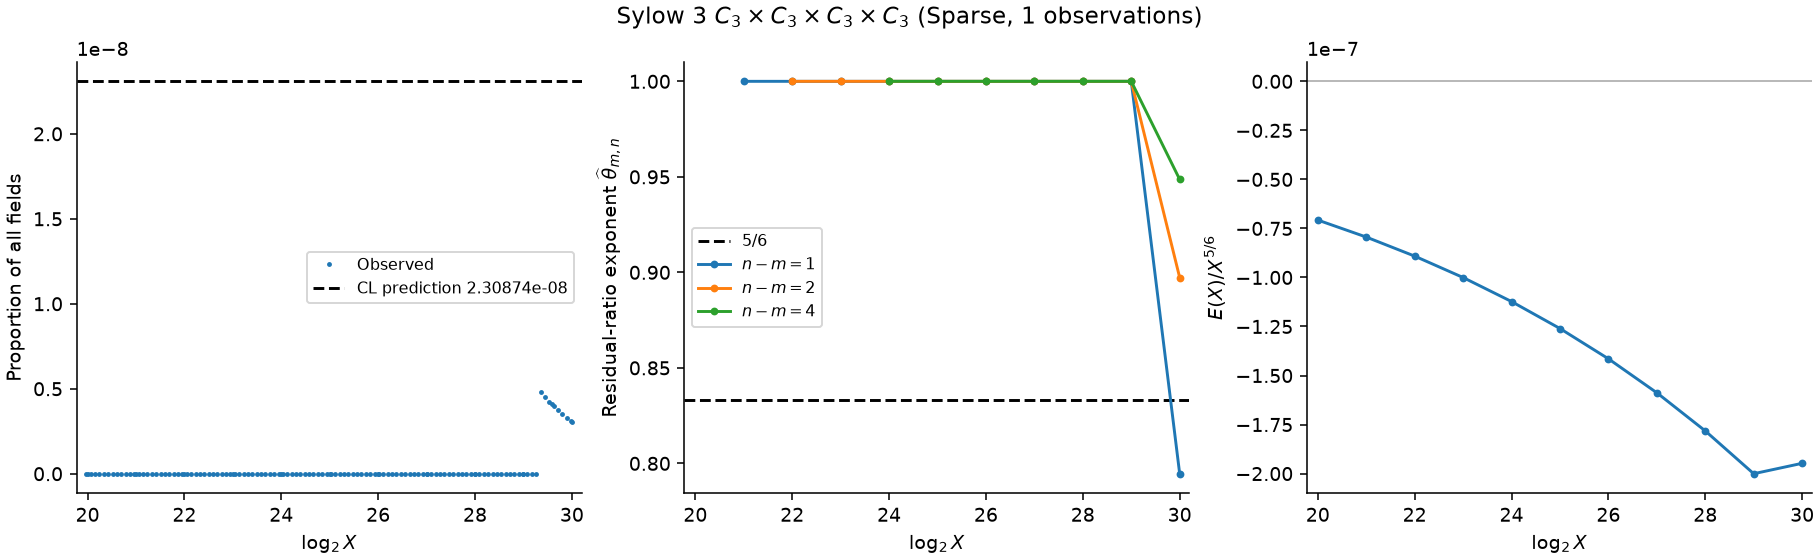 Sylow 3 C₃ × C₃ × C₃ × C₃ (Sparse, 1 observations)
1e−8
Proportion of all fields
2.0
1.5
1.0
0.5
0.0
Observed
CL prediction 2.30874e-08
20 22 24 26 28 30
log₂ X
Residual-ratio exponent θ̂ₘ,ₙ
1.00
0.95
0.90
0.85
0.80
5/6
n − m = 1
n − m = 2
n − m = 4
20 22 24 26 28 30
log₂ X
1e−7
E(X)/X^{5/6}
0.00
−0.25
−0.50
−0.75
−1.00
−1.25
−1.50
−1.75
−2.00
20 22 24 26 28 30
log₂ X